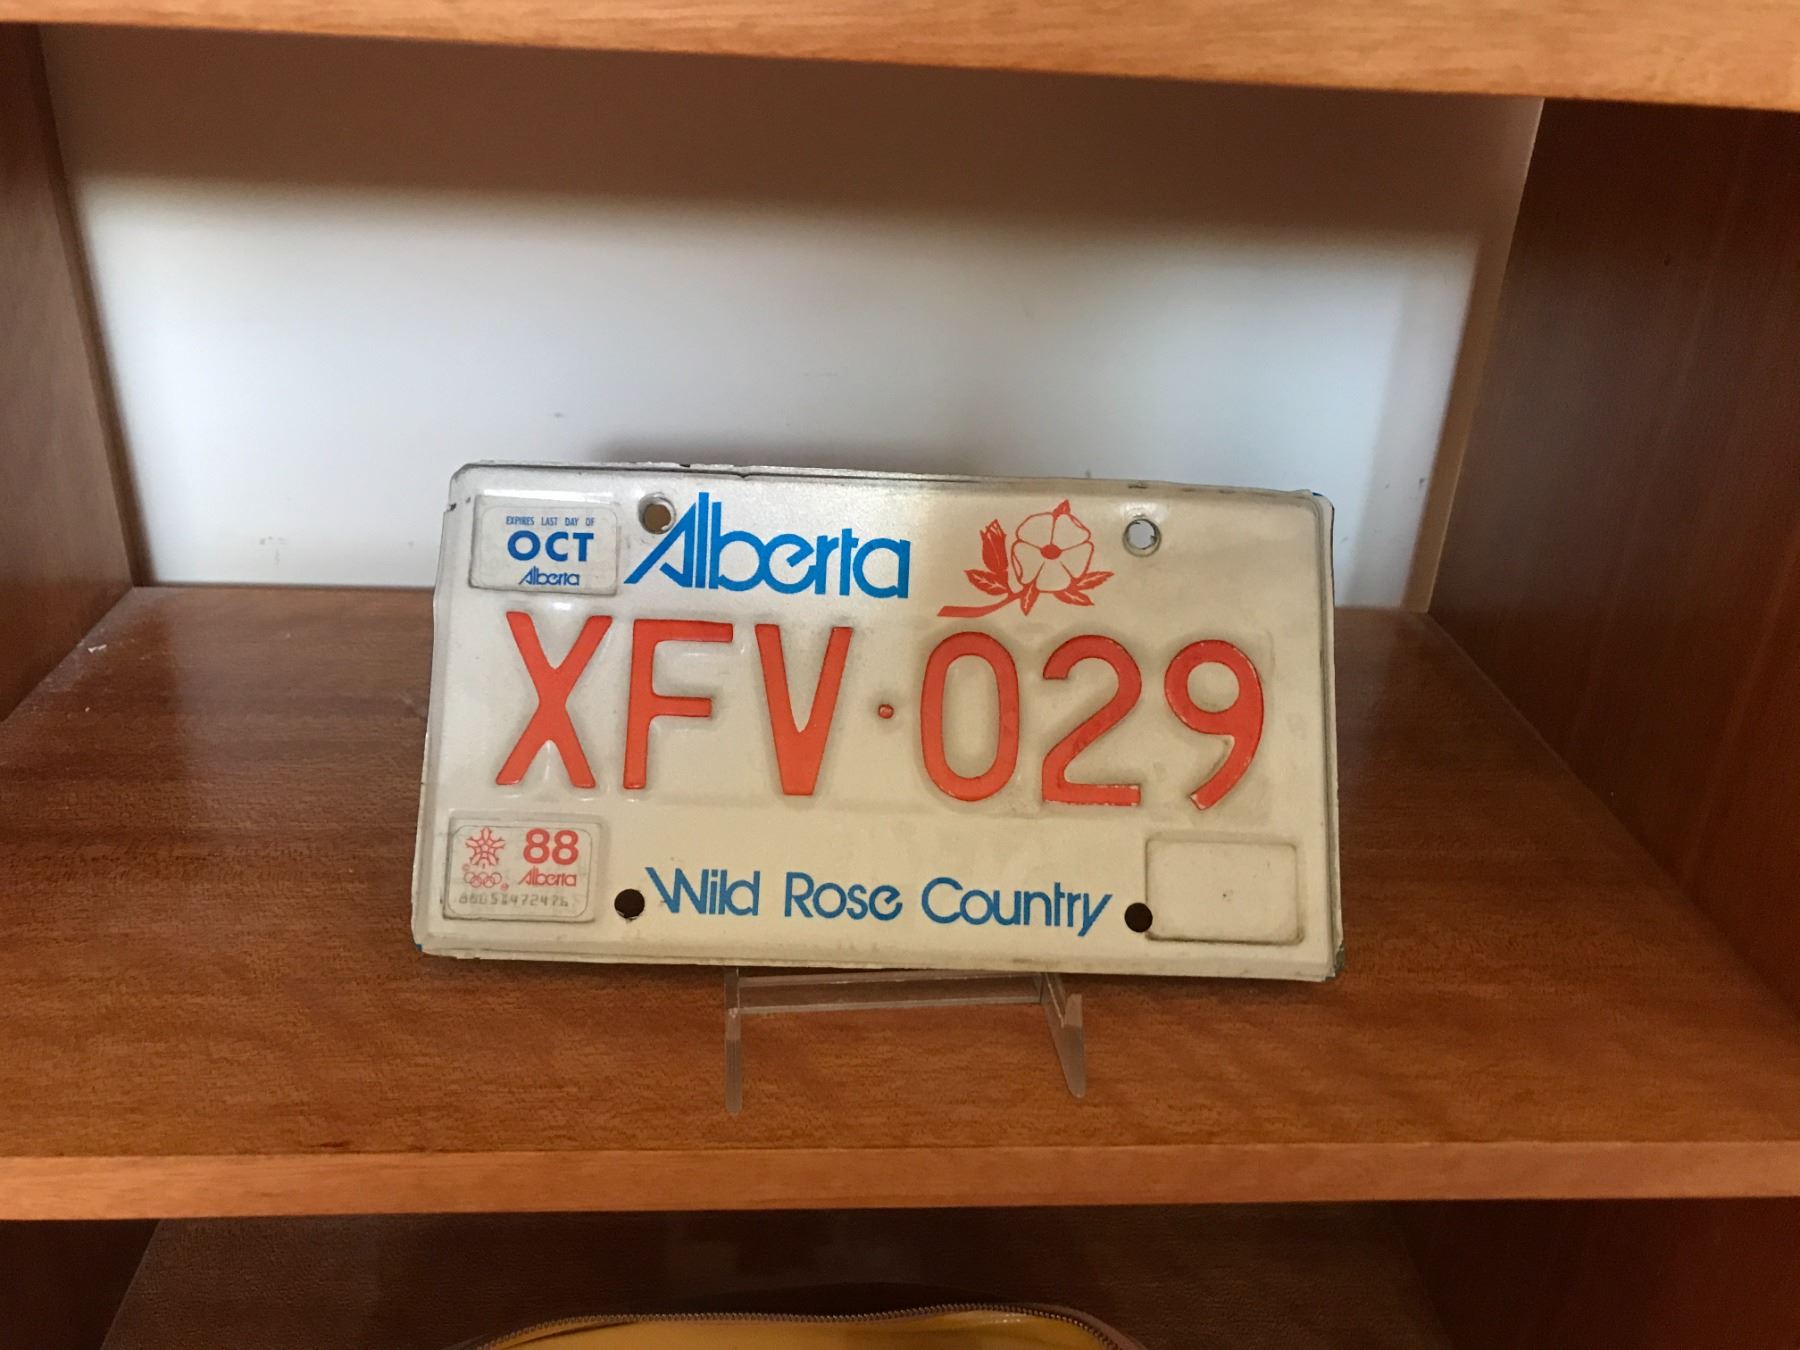 EXPIRES LAST DAY OF
OCT
Alberta
Alberta
XFV·029
88
Alberta
Wild Rose Country